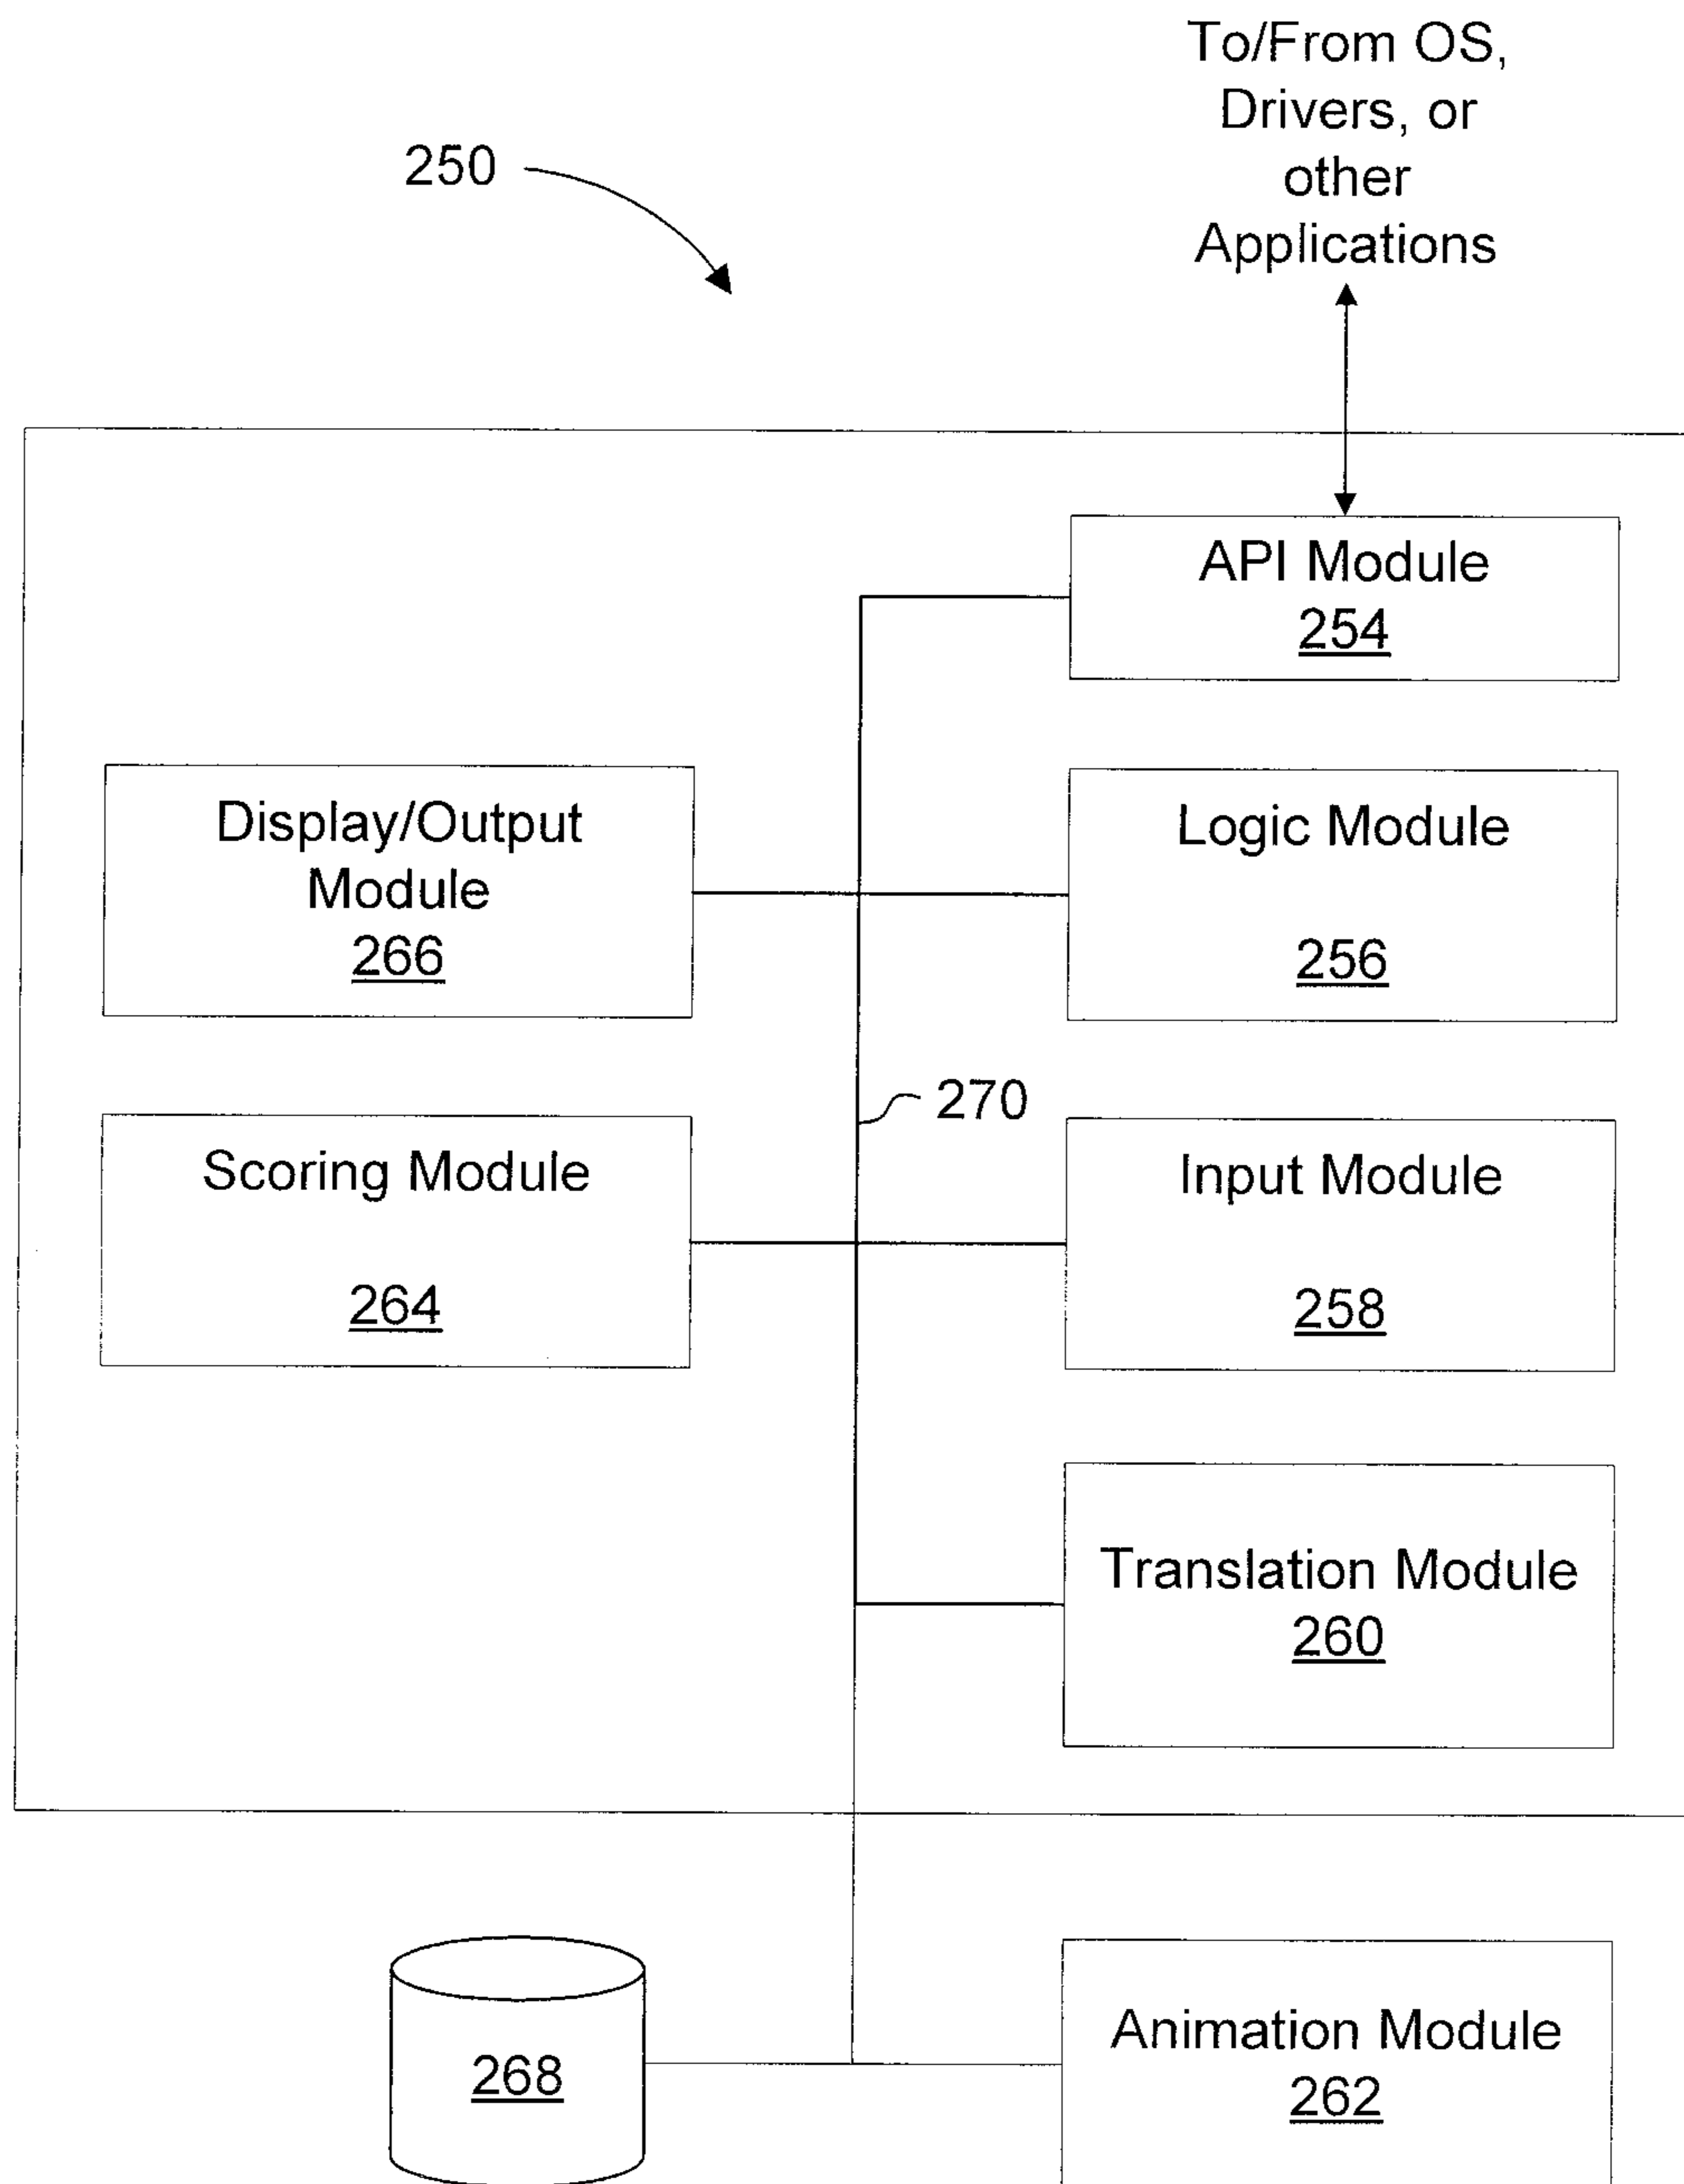 To/From OS,
Drivers, or
other
Applications
250
API Module
254
Display/Output
Module
266
Logic Module
256
270
Scoring Module
264
Input Module
258
Translation Module
260
268
Animation Module
262